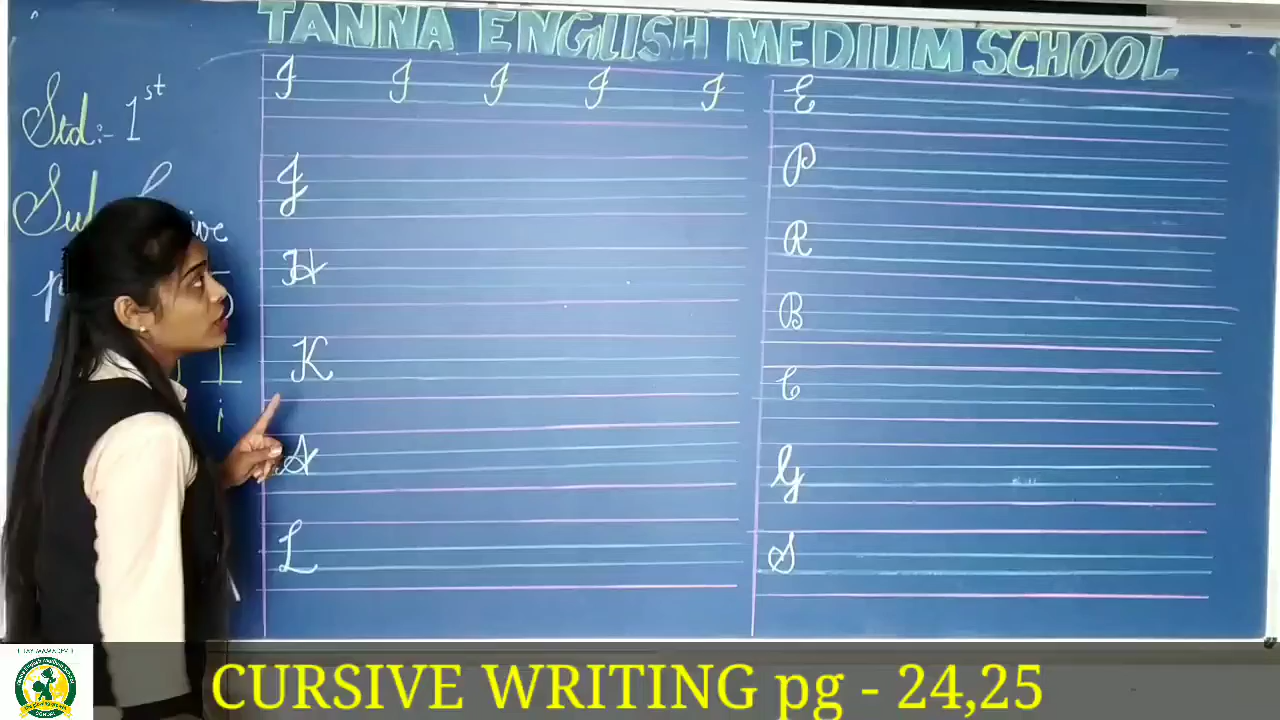 TANNA ENGLISH MEDIUM SCHOOL
Std:- 1st
I I I I I
J
H
K
A
L
E
P
R
B
C
G
S
CURSIVE WRITING pg - 24,25